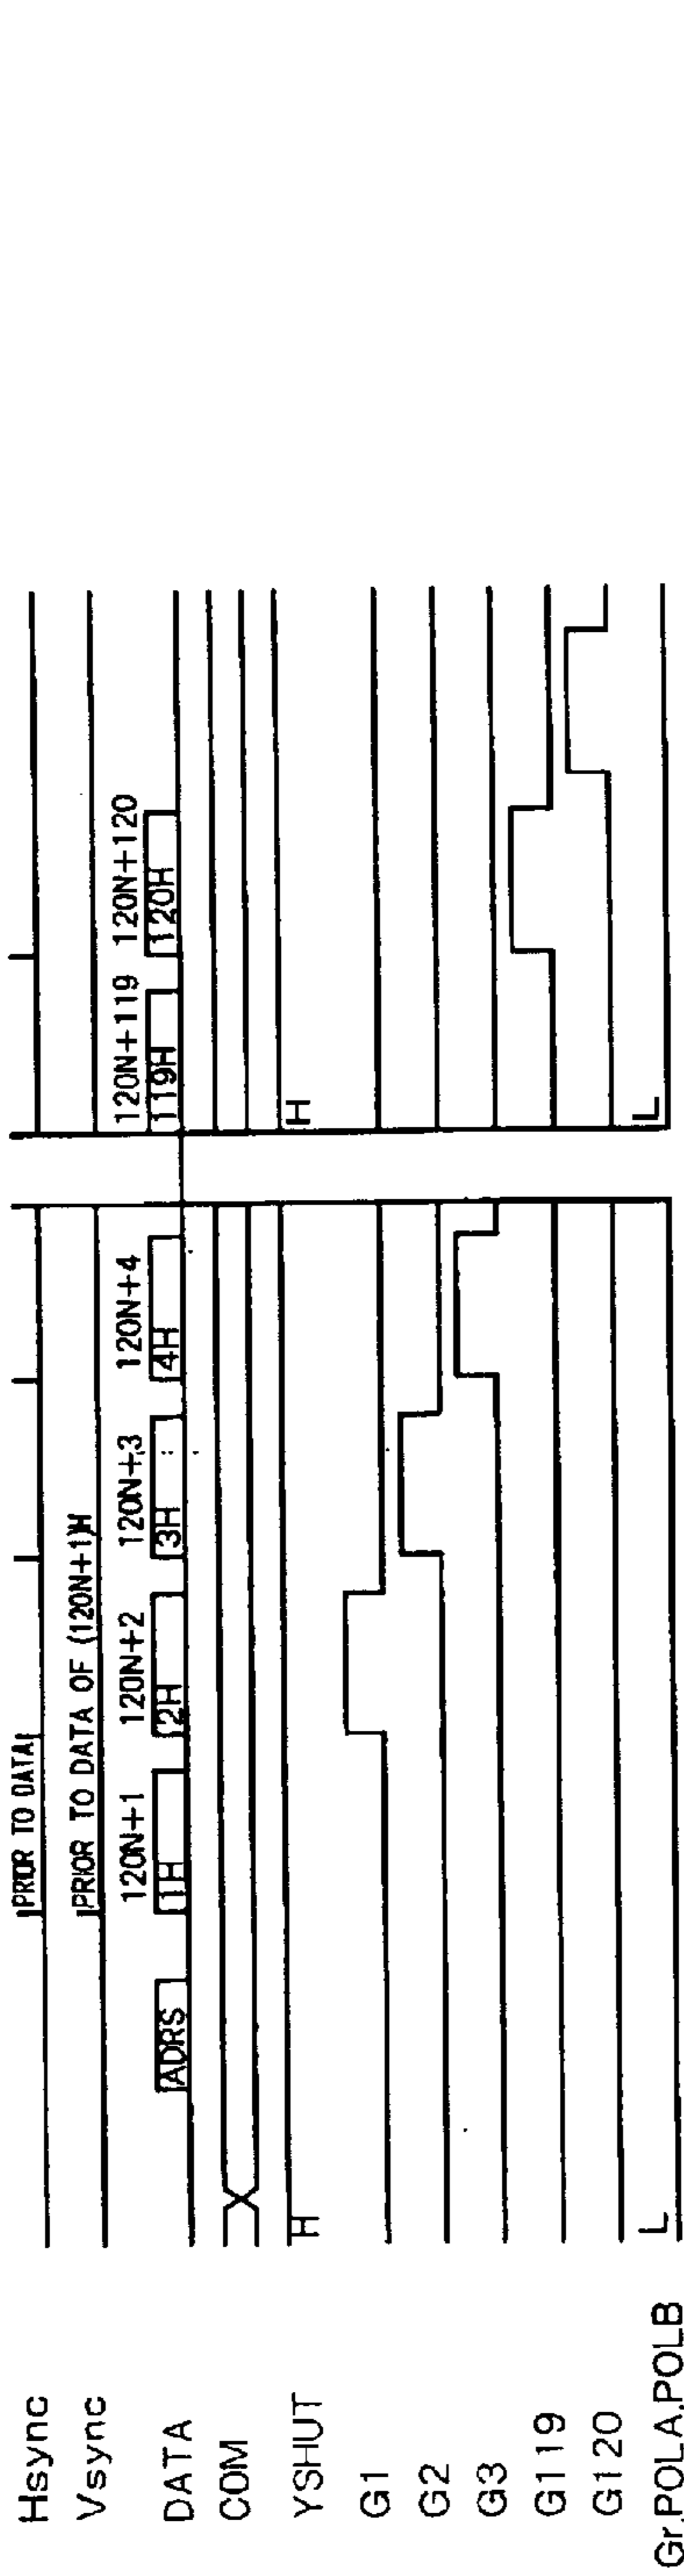 Hsync PRIOR TO DATA
Vsync PRIOR TO DATA OF (120N+1)H
120N+1 120N+2 120N+3 120N+4 120N+119 120N+120
DATA ADRS 1H 2H 3H 4H 119H 120H
COM
YSHUT H H
G1
G2
G3
G119
G120
Gr.POLA.POLB L L